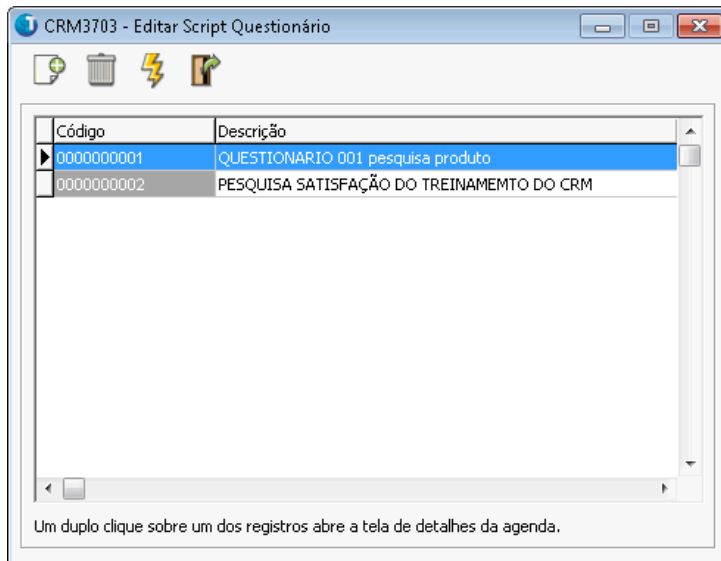 CRM3703 - Editar Script Questionário
Código Descrição
0000000001 QUESTIONARIO 001 pesquisa produto
0000000002 PESQUISA SATISFAÇÃO DO TREINAMEMTO DO CRM
Um duplo clique sobre um dos registros abre a tela de detalhes da agenda.